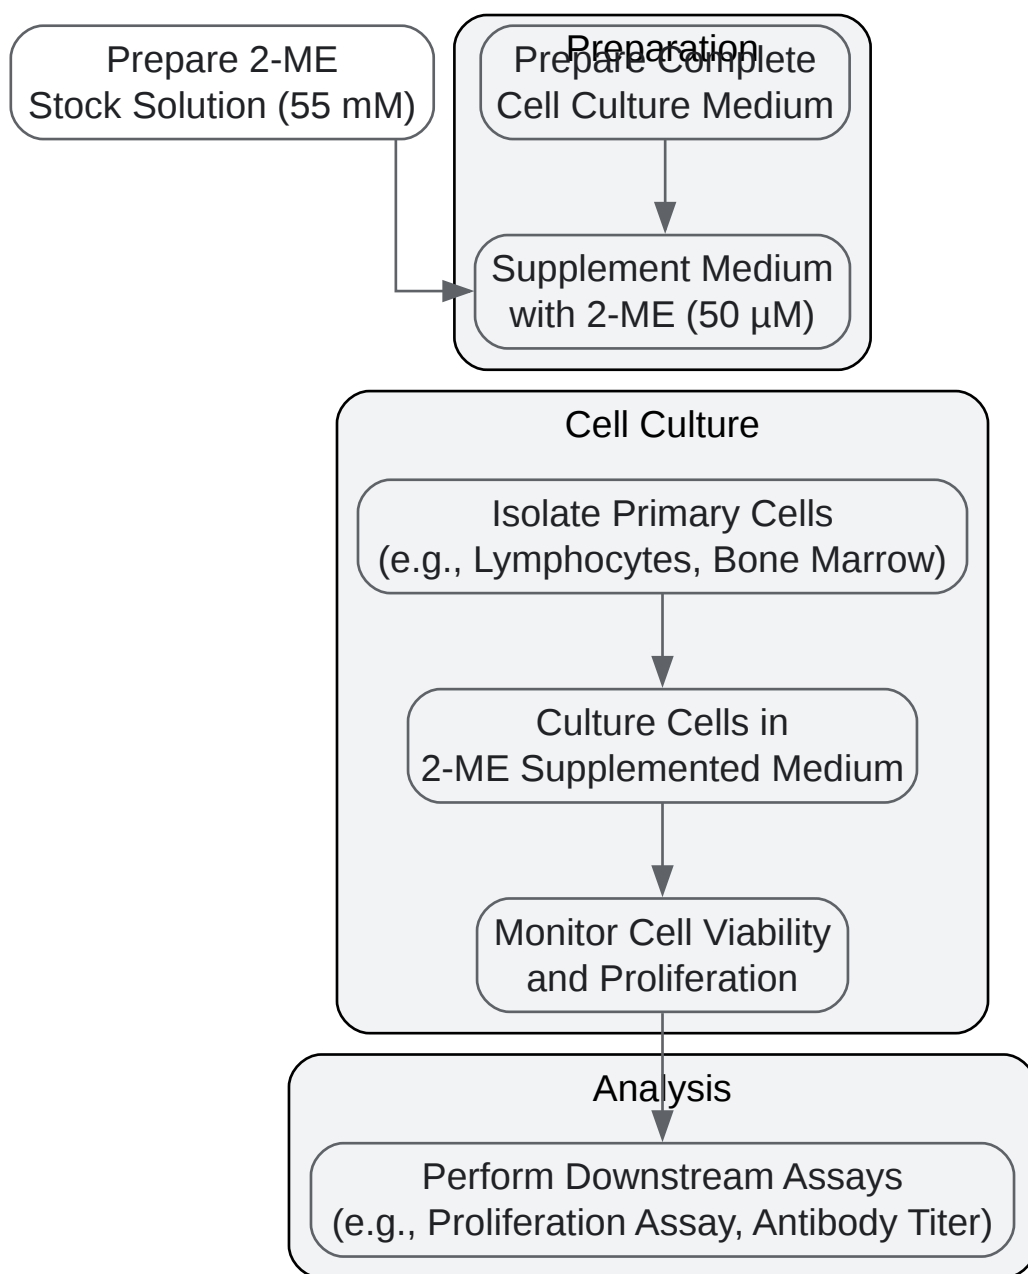 Prepare 2-ME
Stock Solution (55 mM)
Preparation
Prepare Complete
Cell Culture Medium
Supplement Medium
with 2-ME (50 µM)
Cell Culture
Isolate Primary Cells
(e.g., Lymphocytes, Bone Marrow)
Culture Cells in
2-ME Supplemented Medium
Monitor Cell Viability
and Proliferation
Analysis
Perform Downstream Assays
(e.g., Proliferation Assay, Antibody Titer)